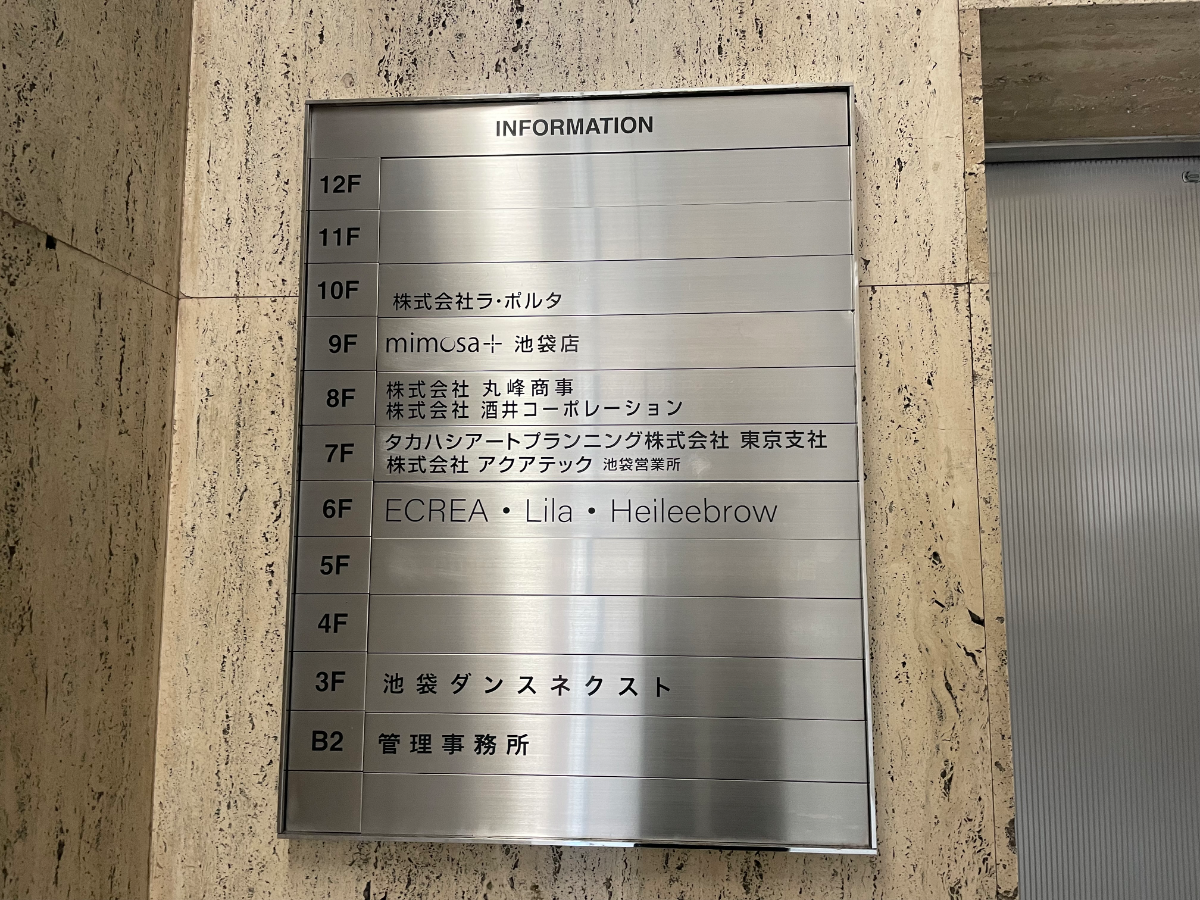 INFORMATION
12F
11F
10F 株式会社ラ・ポルタ
9F mimosa+ 池袋店
8F 株式会社 丸峰商事
株式会社 酒井コーポレーション
7F タカハシアートプランニング株式会社 東京支社
株式会社 アクアテック 池袋営業所
6F ECREA・Lila・Heileebrow
5F
4F
3F 池袋ダンスネクスト
B2 管理事務所